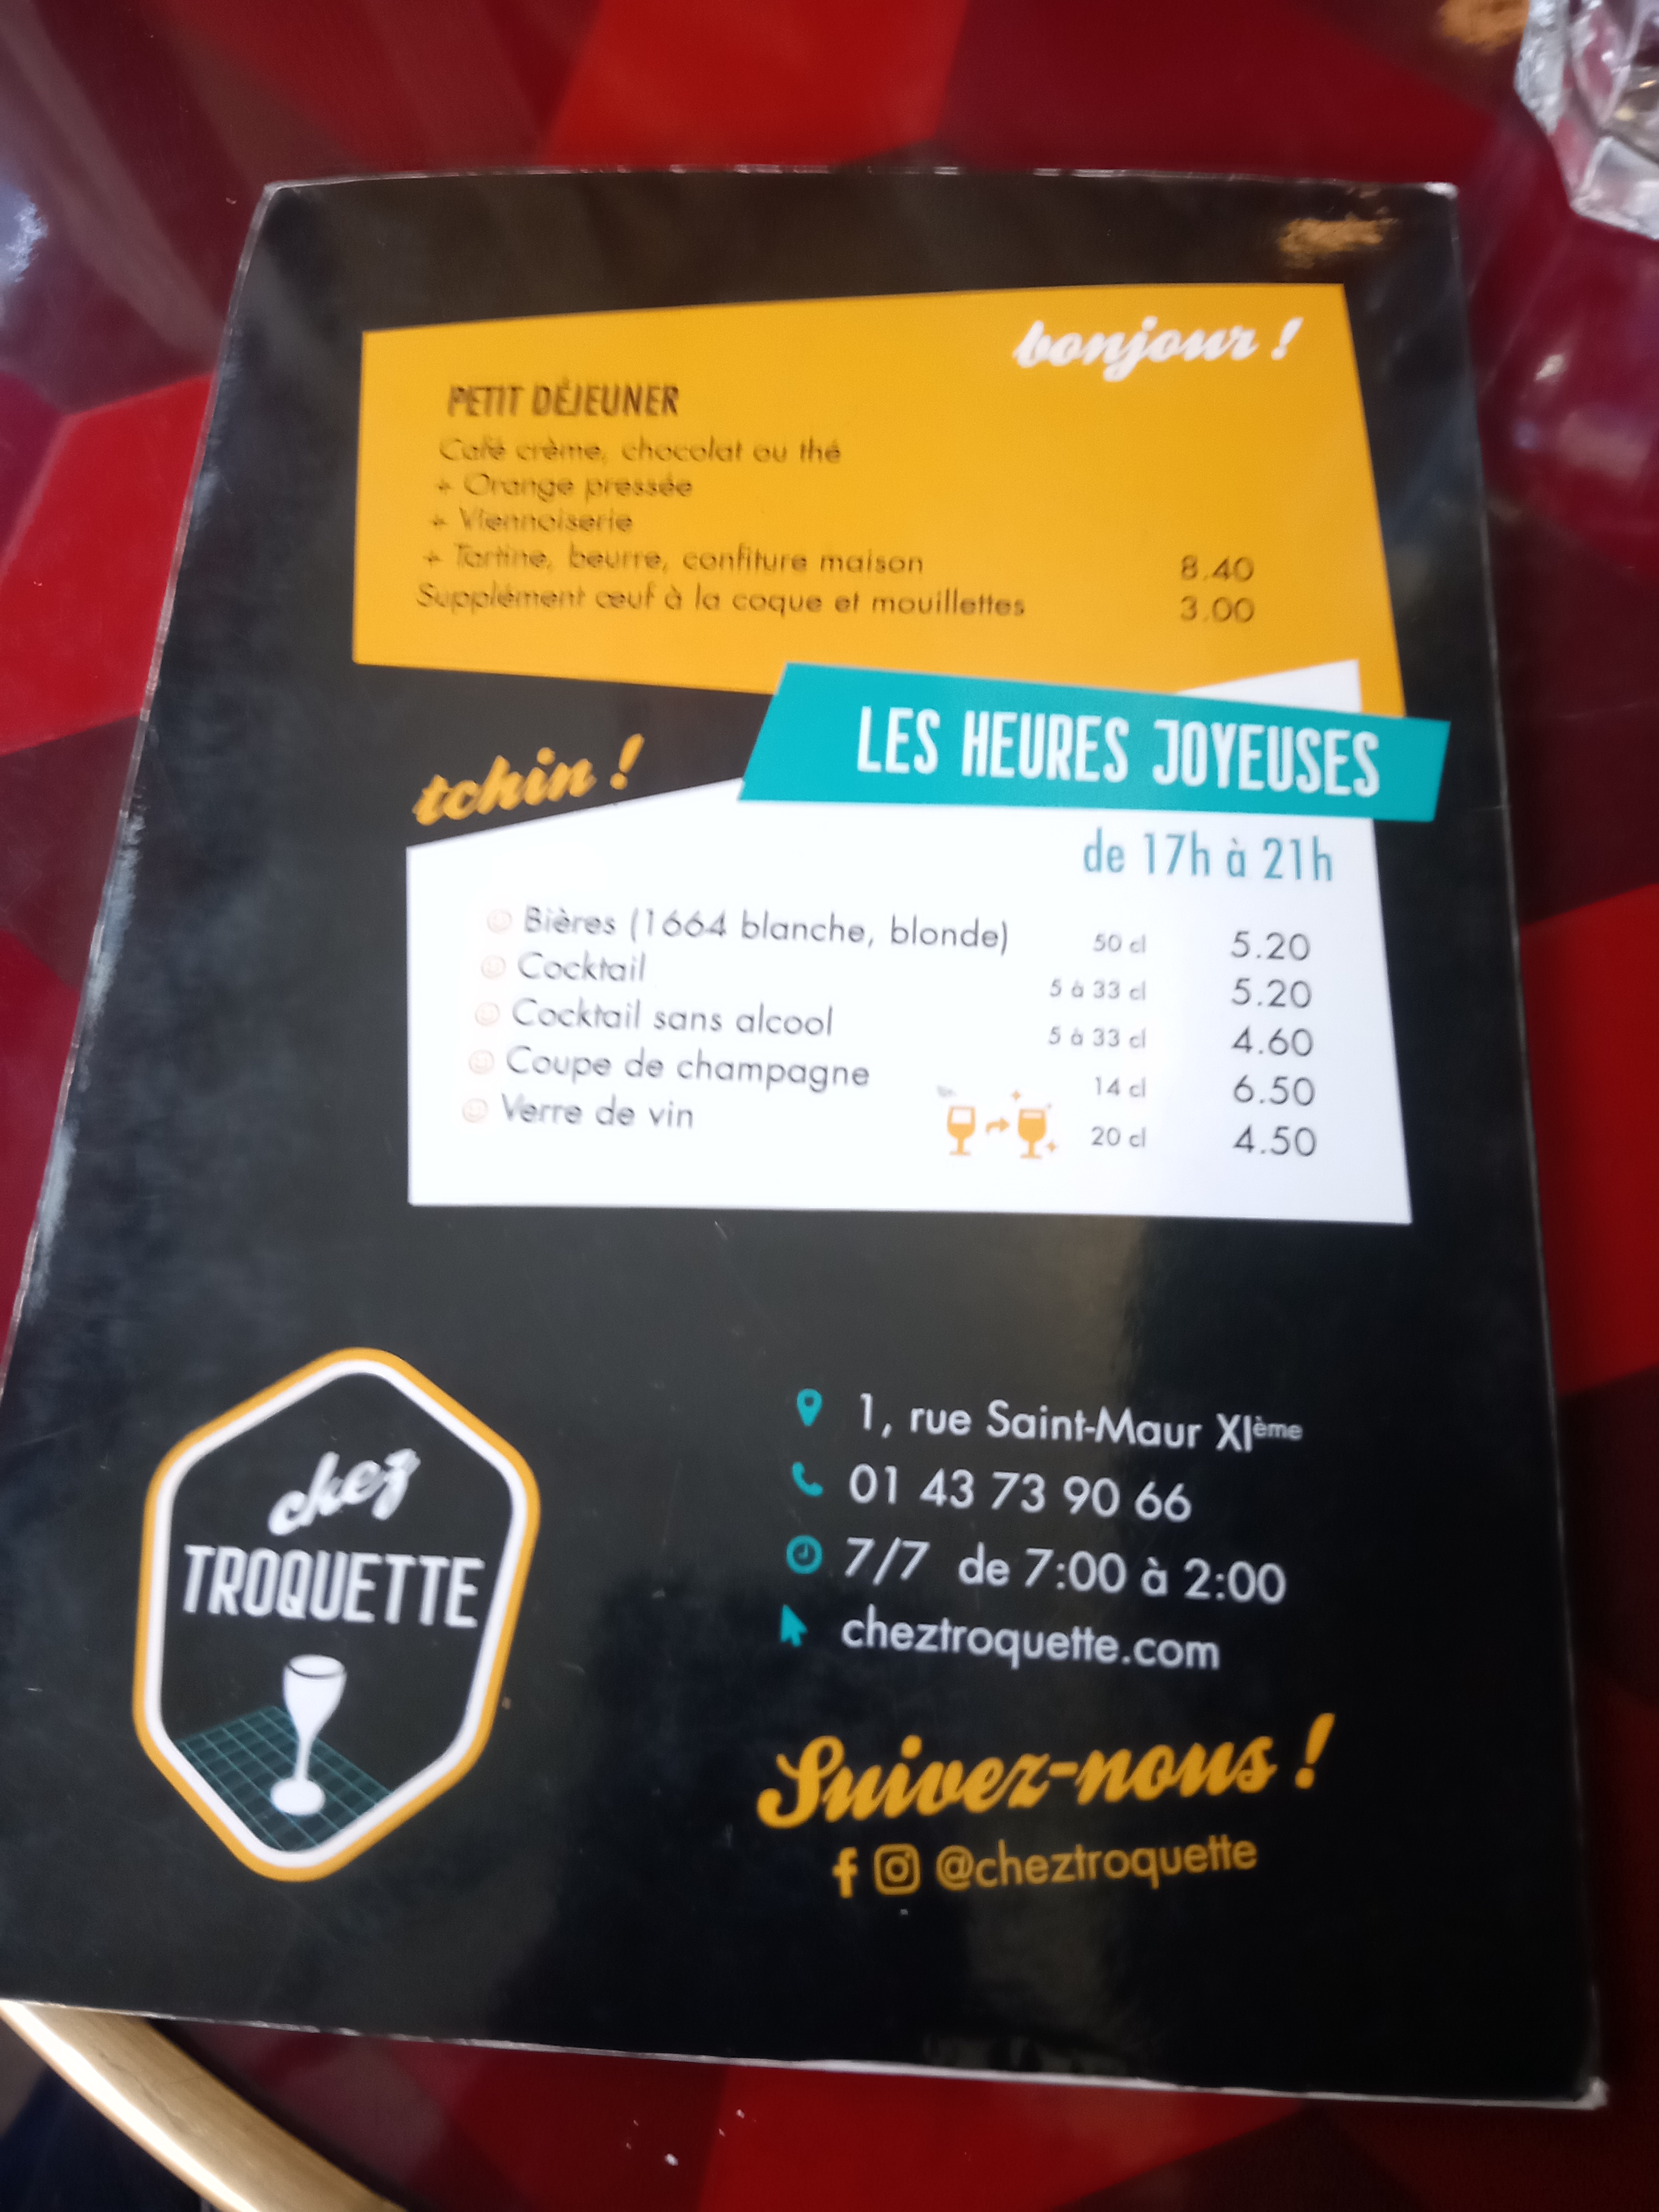 bonjour !
PETIT DÉJEUNER
Café crème, chocolat ou thé
+ Orange pressée
+ Viennoiserie
+ Tartine, beurre, confiture maison 8.40
Supplément œuf à la coque et mouillettes 3.00
tchin !
LES HEURES JOYEUSES
de 17h à 21h
Bières (1664 blanche, blonde) 50 cl 5.20
Cocktail 5 à 33 cl 5.20
Cocktail sans alcool 5 à 33 cl 4.60
Coupe de champagne 14 cl 6.50
Verre de vin 20 cl 4.50
chez
TROQUETTE
1, rue Saint-Maur XIème
01 43 73 90 66
7/7 de 7:00 à 2:00
cheztroquette.com
Suivez-nous !
@cheztroquette